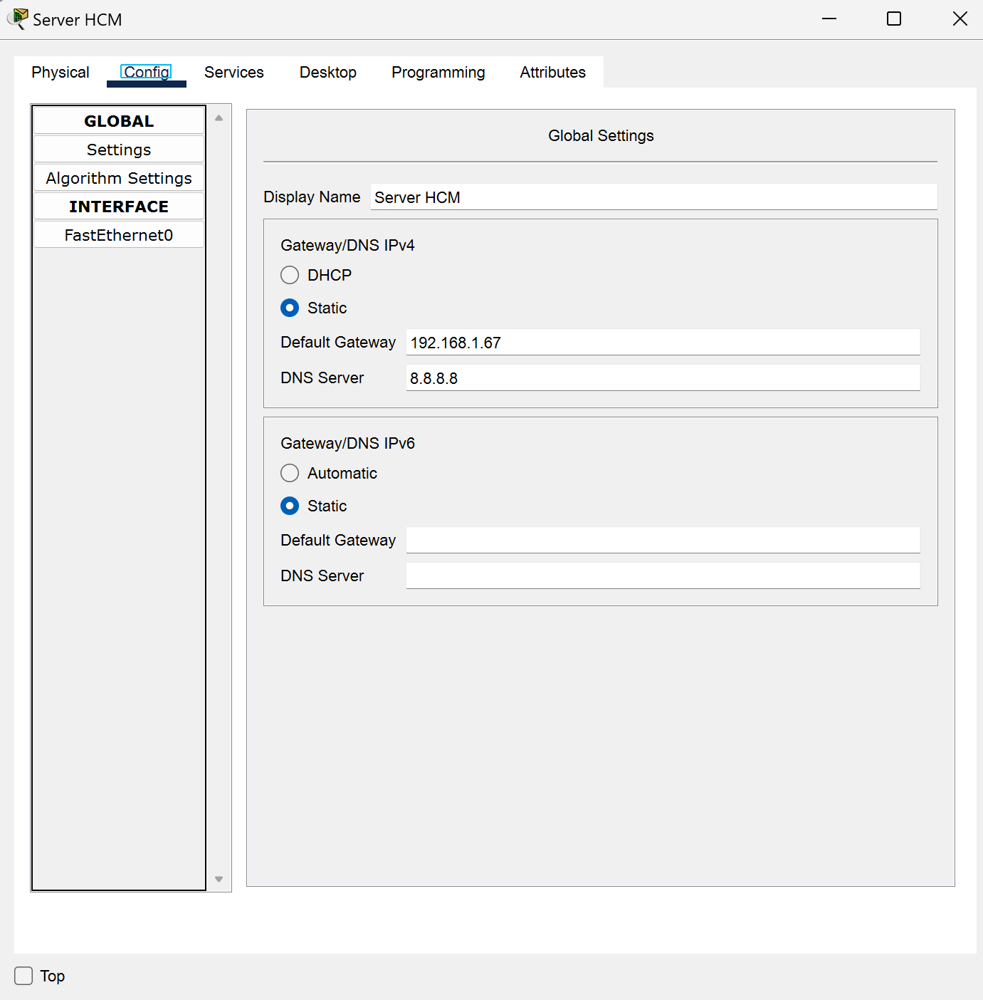 Server HCM
Physical Config Services Desktop Programming Attributes
GLOBAL
Settings
Algorithm Settings
INTERFACE
FastEthernet0
Global Settings
Display Name Server HCM
Gateway/DNS IPv4
DHCP
Static
Default Gateway 192.168.1.67
DNS Server 8.8.8.8
Gateway/DNS IPv6
Automatic
Static
Default Gateway
DNS Server
Top